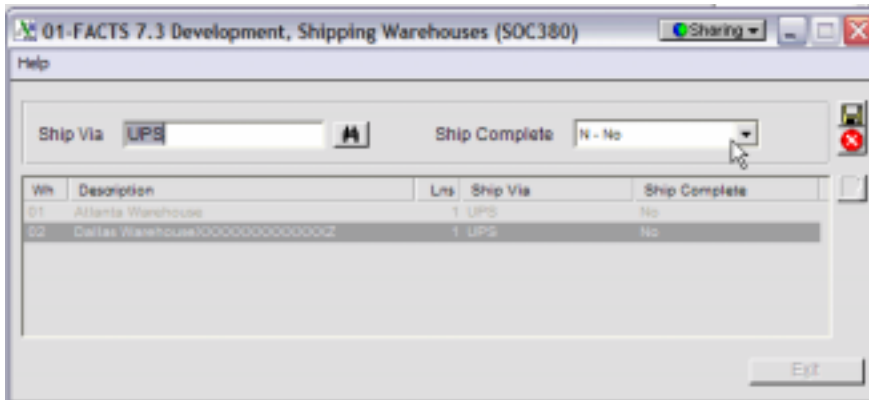 01-FACTS 7.3 Development, Shipping Warehouses (SOC380) Sharing
Help
Ship Via UPS Ship Complete N - No
Wh Description Lns Ship Via Ship Complete
01 Atlanta Warehouse 1 UPS No
02 Dallas WarehouseXXXXXXXXXXXXXZ 1 UPS No
Exit